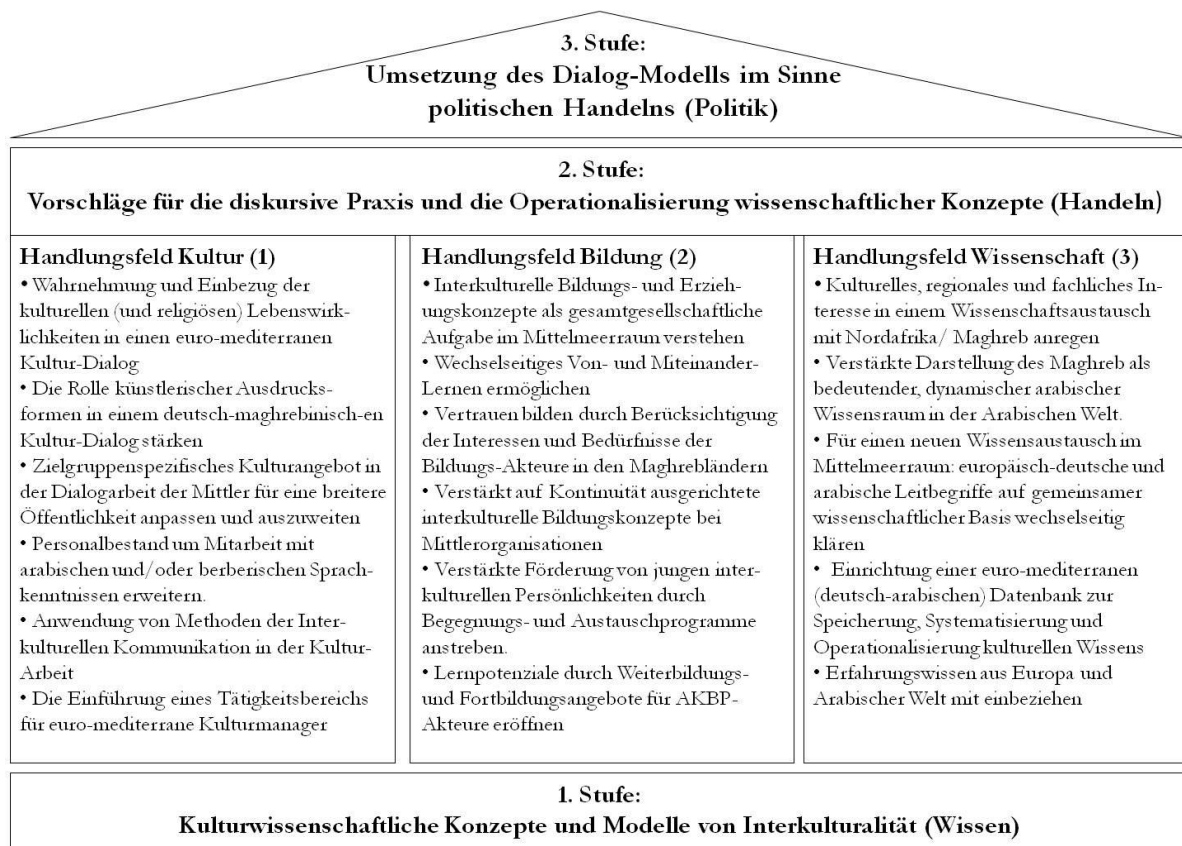 3. Stufe:
Umsetzung des Dialog-Modells im Sinne
politischen Handelns (Politik)
2. Stufe:
Vorschläge für die diskursive Praxis und die Operationalisierung wissenschaftlicher Konzepte (Handeln)
Handlungsfeld Kultur (1)
• Wahrnehmung und Einbezug der
kulturellen (und religiösen) Lebenswirk-
lichkeiten in einen euro-mediterranen
Kultur-Dialog
• Die Rolle künstlerischer Ausdrucks-
formen in einem deutsch-maghrebinisch-en
Kultur-Dialog stärken
• Zielgruppenspezifisches Kulturangebot in
der Dialogarbeit der Mittler für eine breitere
Öffentlichkeit anpassen und auszuweiten
• Personalbestand um Mitarbeit mit
arabischen und/oder berberischen Sprach-
kenntnissen erweitern.
• Anwendung von Methoden der Inter-
kulturellen Kommunikation in der Kultur-
Arbeit
• Die Einführung eines Tätigkeitsbereichs
für euro-mediterrane Kulturmanager
Handlungsfeld Bildung (2)
• Interkulturelle Bildungs- und Erzieh-
ungskonzepte als gesamtgesellschaftliche
Aufgabe im Mittelmeerraum verstehen
• Wechselseitiges Von- und Miteinander-
Lernen ermöglichen
• Vertrauen bilden durch Berücksichtigung
der Interessen und Bedürfnisse der
Bildungs-Akteure in den Maghrebländern
• Verstärkt auf Kontinuität ausgerichtete
interkulturelle Bildungskonzepte bei
Mittlerorganisationen
• Verstärkte Förderung von jungen inter-
kulturellen Persönlichkeiten durch
Begegnungs- und Austauschprogramme
anstreben.
• Lernpotenziale durch Weiterbildungs-
und Fortbildungsangebote für AKBP-
Akteure eröffnen
Handlungsfeld Wissenschaft (3)
• Kulturelles, regionales und fachliches In-
teresse in einem Wissenschaftsaustausch
mit Nordafrika/ Maghreb anregen
• Verstärkte Darstellung des Maghreb als
bedeutender, dynamischer arabischer
Wissensraum in der Arabischen Welt.
• Für einen neuen Wissensaustausch im
Mittelmeerraum: europäisch-deutsche und
arabische Leitbegriffe auf gemeinsamer
wissenschaftlicher Basis wechselseitig
klären
• Einrichtung einer euro-mediterranen
(deutsch-arabischen) Datenbank zur
Speicherung, Systematisierung und
Operationalisierung kulturellen Wissens
• Erfahrungswissen aus Europa und
Arabischer Welt mit einbeziehen
1. Stufe:
Kulturwissenschaftliche Konzepte und Modelle von Interkulturalität (Wissen)